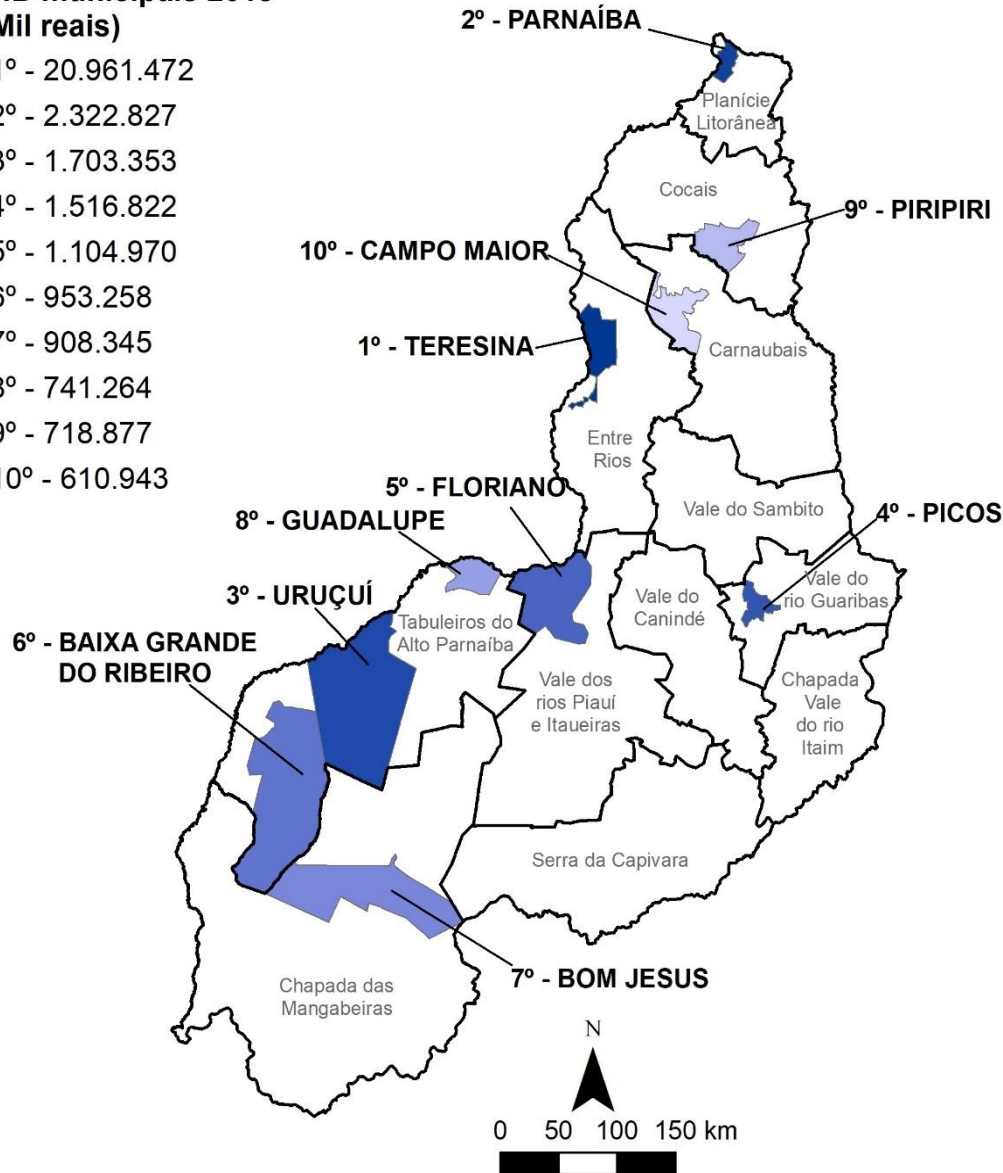 Municipais
Mil reais)
1º - 20.961.472
2º - 2.322.827
3º - 1.703.353
4º - 1.516.822
5º - 1.104.970
6º - 953.258
7º - 908.345
8º - 741.264
9º - 718.877
10º - 610.943
2º - PARNAÍBA
Planície
Litorânea
Cocais
9º - PIRIPIRI
10º - CAMPO MAIOR
1º - TERESINA
Carnaubais
Entre
Rios
5º - FLORIANO
8º - GUADALUPE
Vale do Sambito
4º - PICOS
3º - URUÇUÍ
Tabuleiros do
Alto Parnaíba
Vale do
Canindé
Vale do
rio Guaribas
6º - BAIXA GRANDE
DO RIBEIRO
Vale dos
rios Piauí
e Itaueiras
Chapada
Vale
do rio
Itaim
Serra da Capivara
7º - BOM JESUS
Chapada das
Mangabeiras
N
0 50 100 150 km